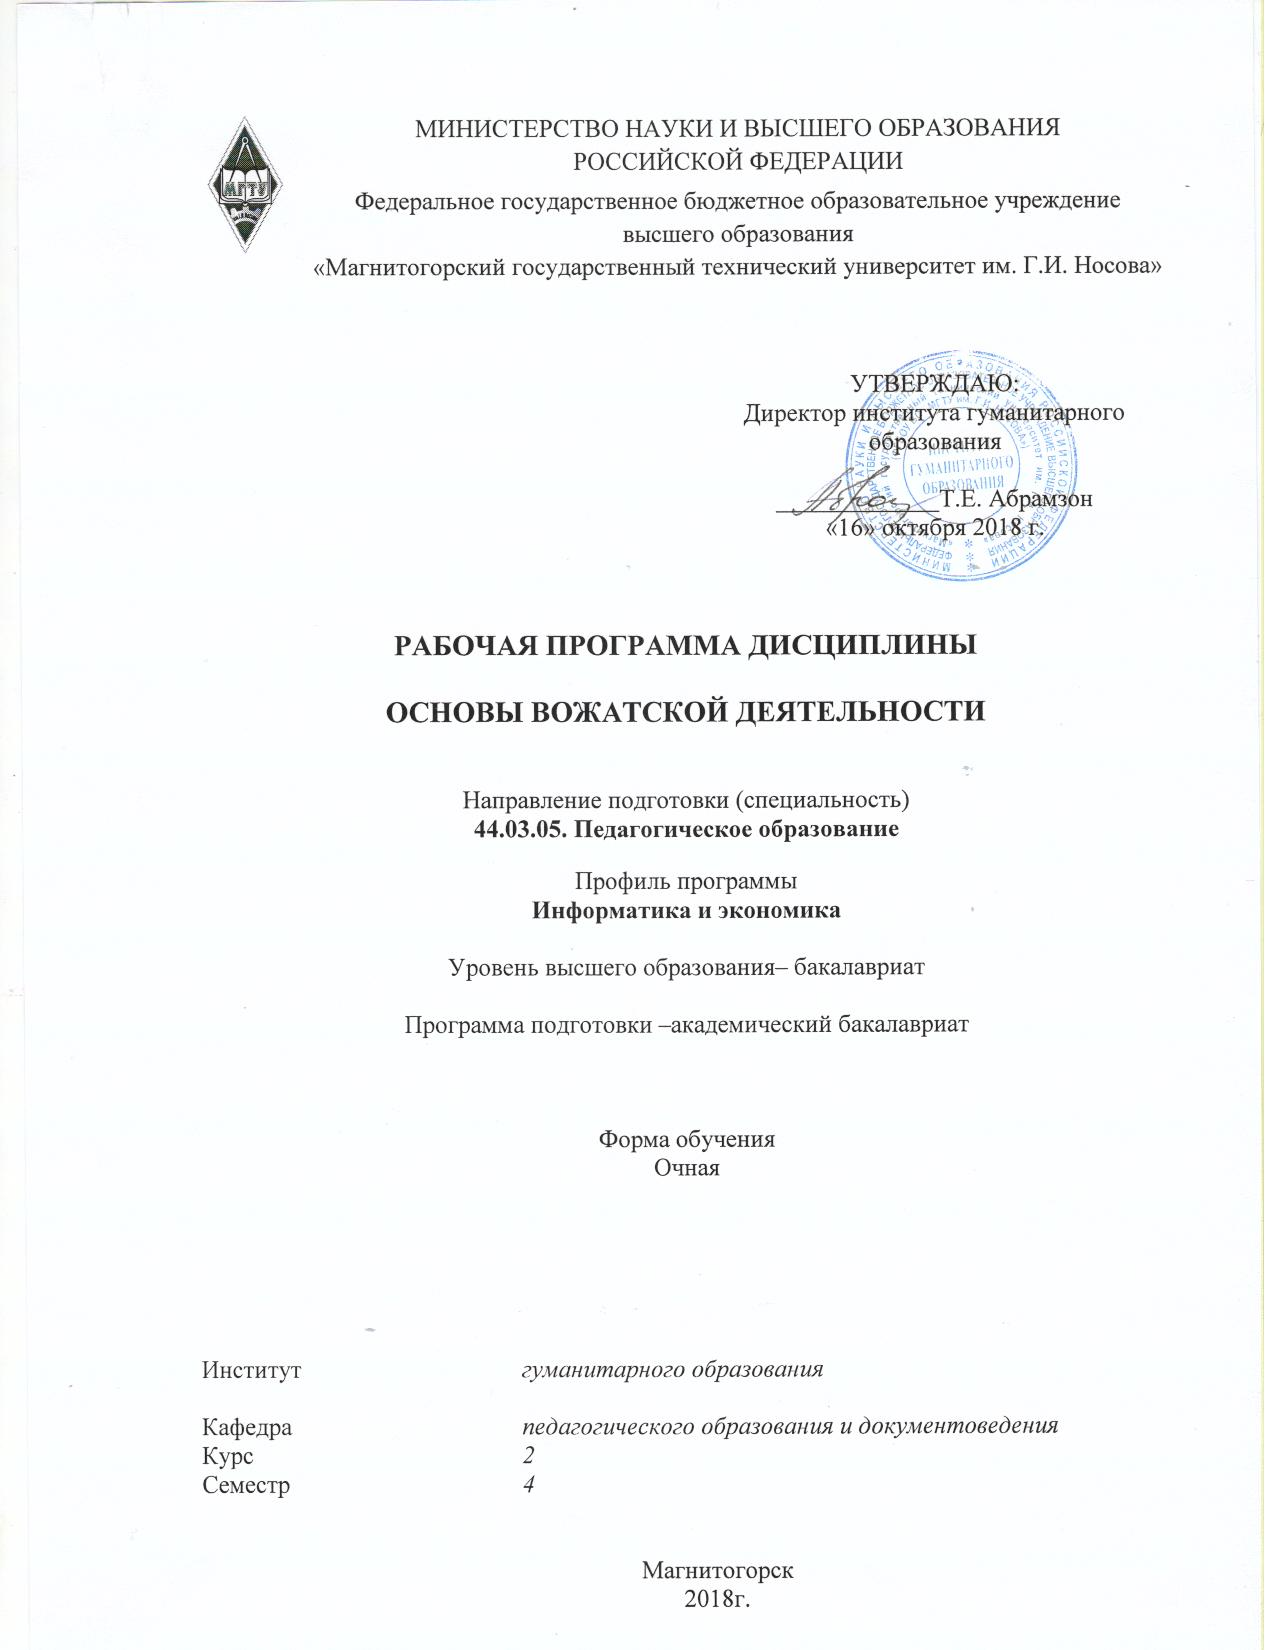 МИНИСТЕРСТВО НАУКИ И ВЫСШЕГО ОБРАЗОВАНИЯ
РОССИЙСКОЙ ФЕДЕРАЦИИ
Федеральное государственное бюджетное образовательное учреждение
высшего образования
«Магнитогорский государственный технический университет им. Г.И. Носова»
МГТУ
УТВЕРЖДАЮ:
Директор института гуманитарного
образования
ГУМАНИТАРНОГО
ОБРАЗОВАНИЯ
Т.Е. Абрамзон
«16» октября 2018 г.
РАБОЧАЯ ПРОГРАММА ДИСЦИПЛИНЫ
ОСНОВЫ ВОЖАТСКОЙ ДЕЯТЕЛЬНОСТИ
Направление подготовки (специальность)
44.03.05. Педагогическое образование
Профиль программы
Информатика и экономика
Уровень высшего образования– бакалавриат
Программа подготовки –академический бакалавриат
Форма обучения
Очная
Институт гуманитарного образования
Кафедра педагогического образования и документоведения
Курс 2
Семестр 4
Магнитогорск
2018г.